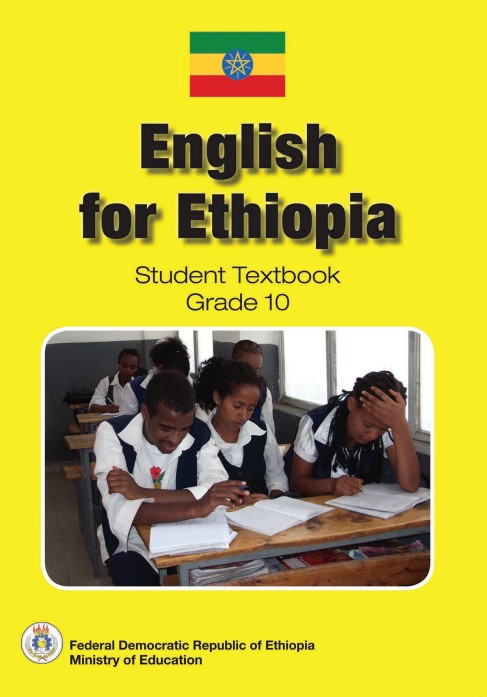 English
for Ethiopia
Student Textbook
Grade 10
Federal Democratic Republic of Ethiopia
Ministry of Education